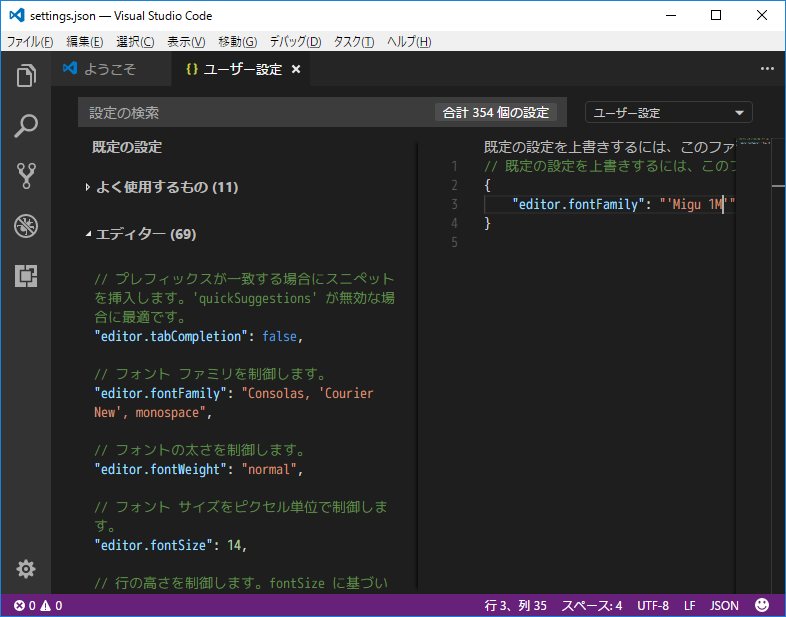 settings.json — Visual Studio Code
ファイル(F) 編集(E) 選択(C) 表示(V) 移動(G) デバッグ(D) タスク(T) ヘルプ(H)
ようこそ {} ユーザー設定 × ···
設定の検索 合計 354 個の設定 ユーザー設定
既定の設定
よく使用するもの (11)
エディター (69)
// プレフィックスが一致する場合にスニペット
を挿入します。'quickSuggestions' が無効な場
合に最適です。
"editor.tabCompletion": false,
// フォント ファミリを制御します。
"editor.fontFamily": "Consolas, 'Courier
New', monospace",
// フォントの太さを制御します。
"editor.fontWeight": "normal",
// フォント サイズをピクセル単位で制御しま
す。
"editor.fontSize": 14,
// 行の高さを制御します。fontSize に基づい
既定の設定を上書きするには、このファ
1 // 既定の設定を上書きするには、このフ
2 {
3 "editor.fontFamily": "'Migu 1M'"
4 }
5
0 0 行 3、列 35 スペース: 4 UTF-8 LF JSON